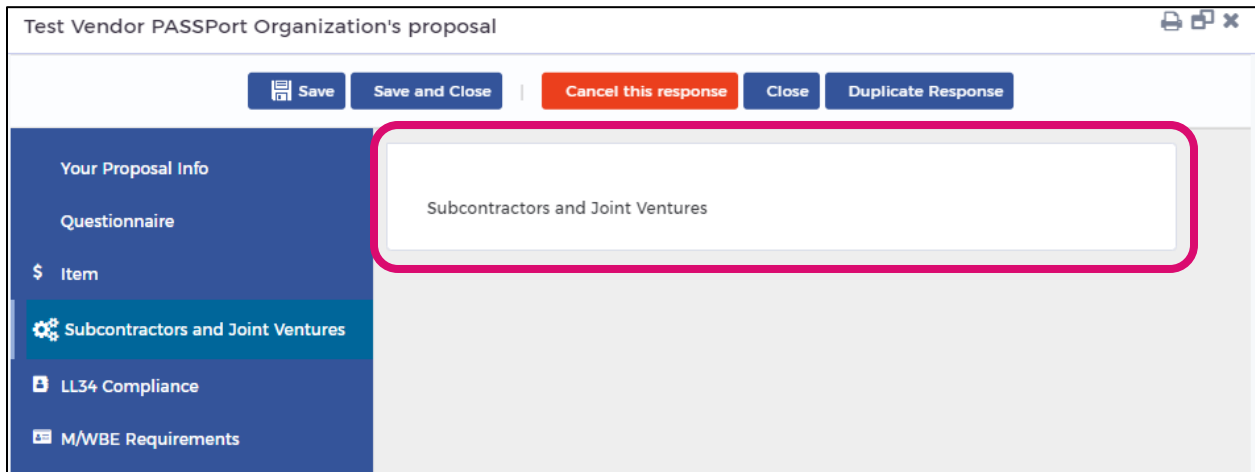 Test Vendor PASSPort Organization's proposal
Save
Save and Close
|
Cancel this response
Close
Duplicate Response
Your Proposal Info
Questionnaire
$ Item
Subcontractors and Joint Ventures
LL34 Compliance
M/WBE Requirements
Subcontractors and Joint Ventures